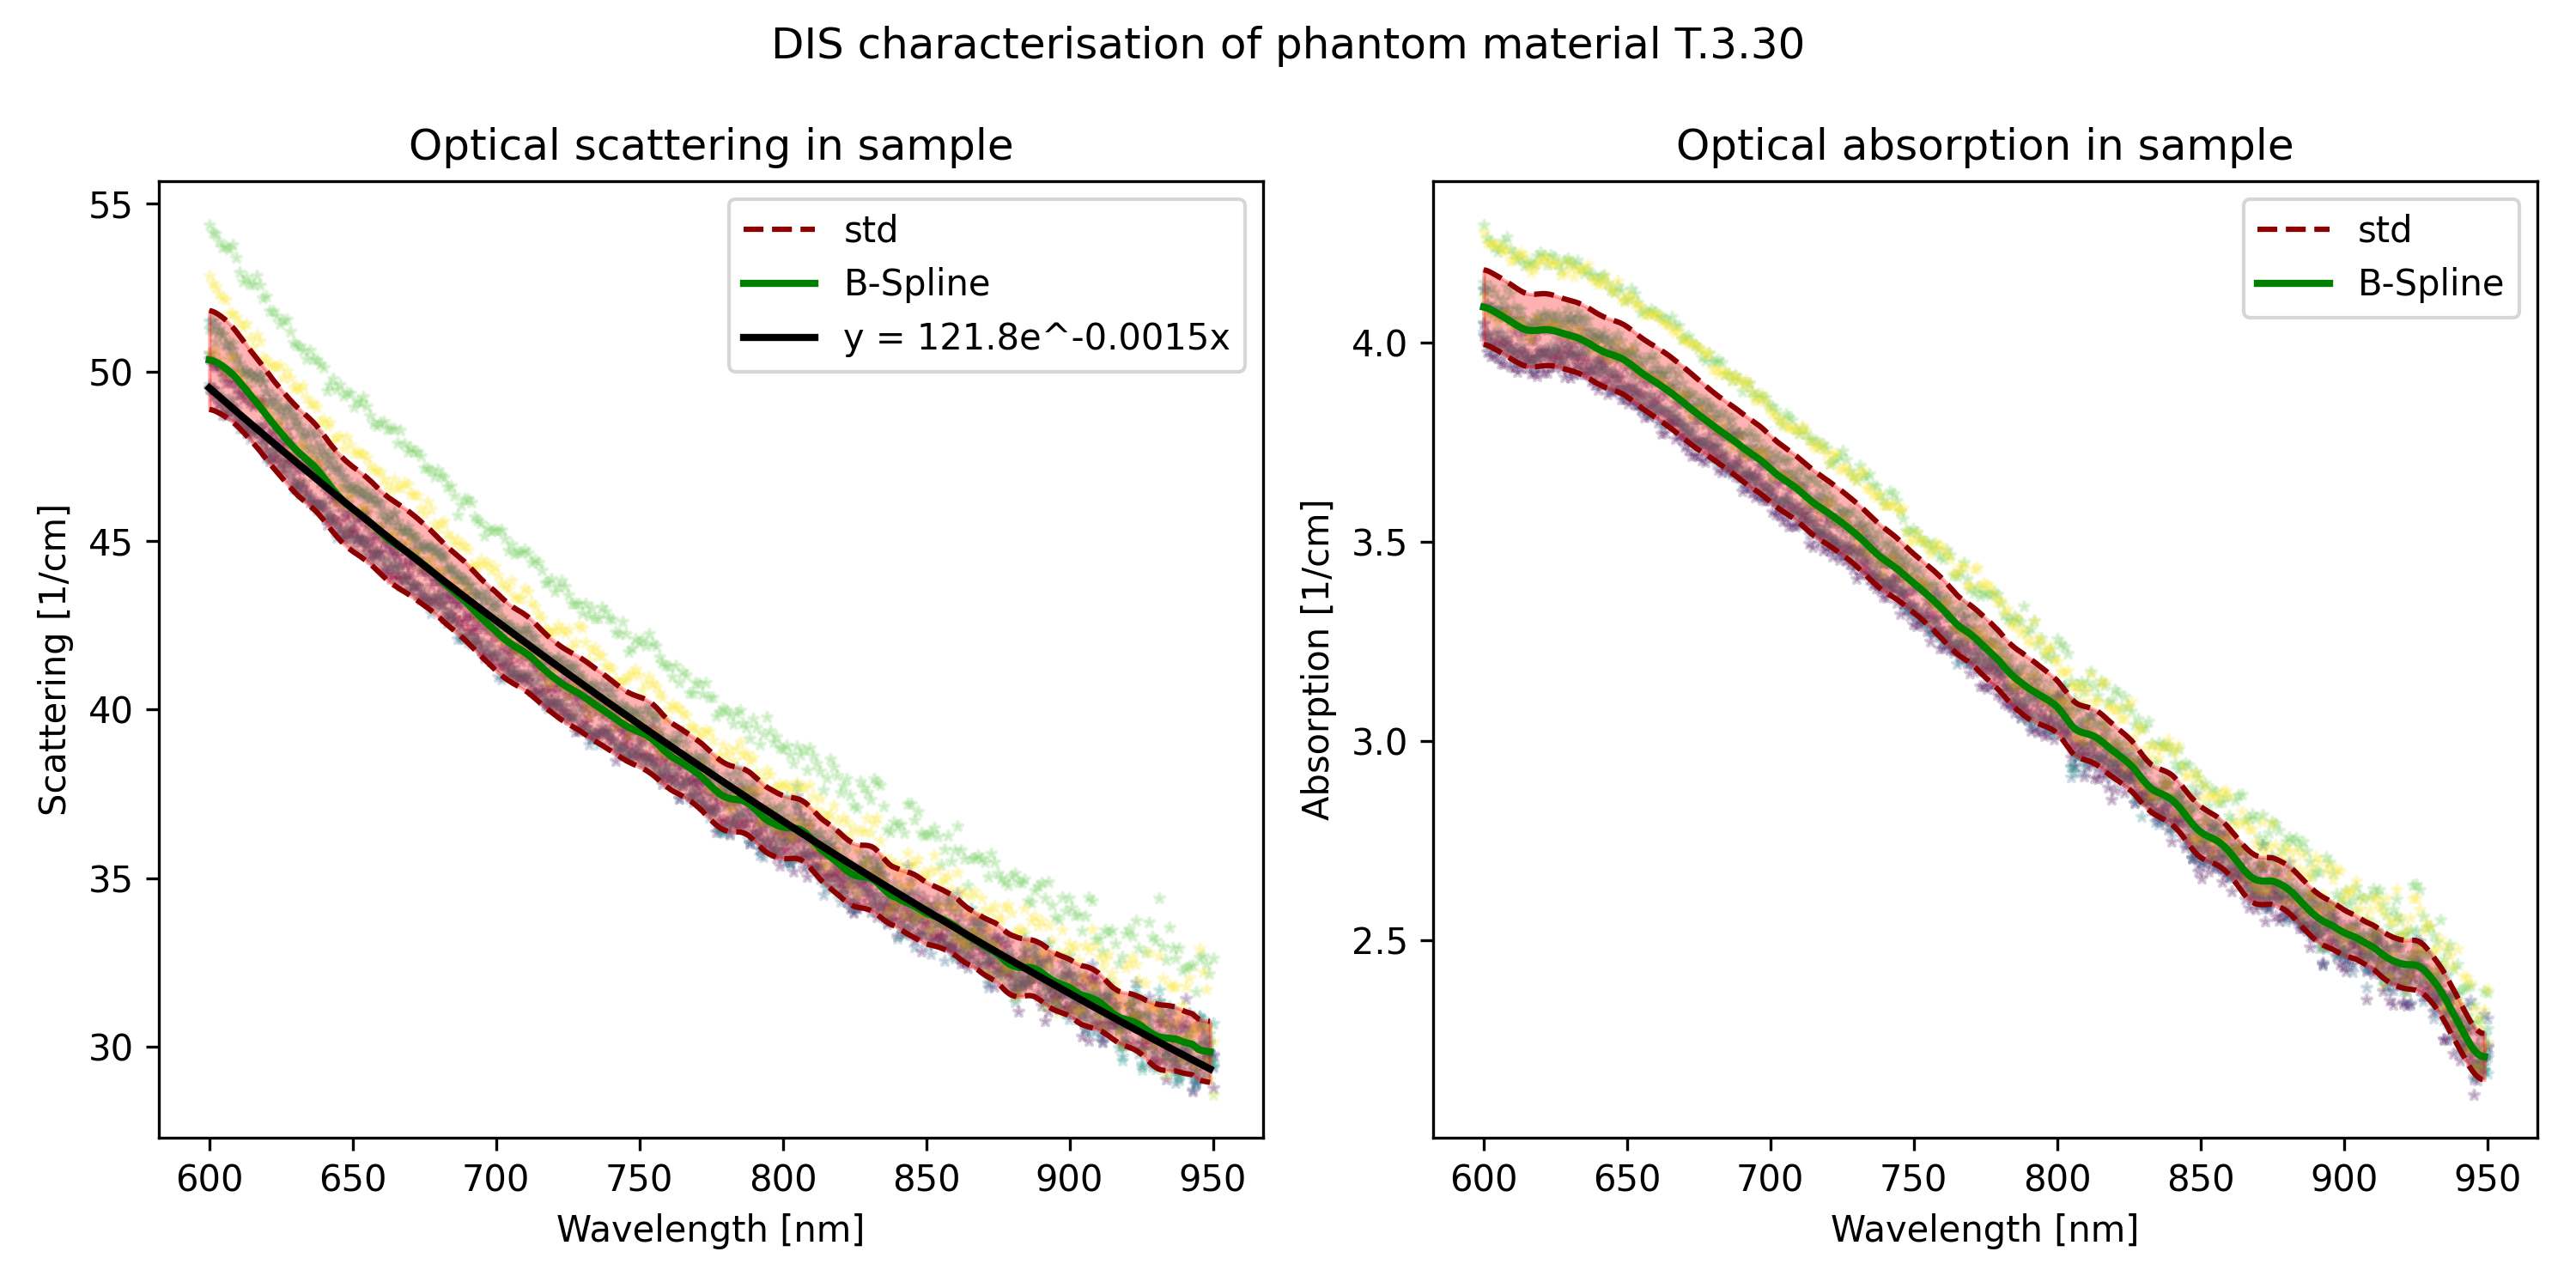 DIS characterisation of phantom material T.3.30
Optical scattering in sample
55
50
45
40
35
30
Scattering [1/cm]
std
B-Spline
y = 121.8e^-0.0015x
600 650 700 750 800 850 900 950
Wavelength [nm]
Optical absorption in sample
4.0
3.5
3.0
2.5
Absorption [1/cm]
std
B-Spline
600 650 700 750 800 850 900 950
Wavelength [nm]